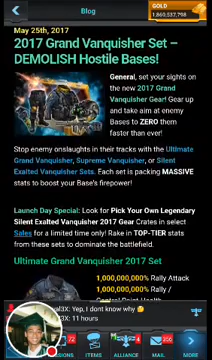 Blog
GOLD
1,869,537,798
May 25th, 2017
2017 Grand Vanquisher Set –
DEMOLISH Hostile Bases!
General, set your sights on
the new 2017 Grand
Vanquisher Gear! Gear up
and take aim at enemy
Bases to ZERO them
faster than ever!
Stop enemy onslaughts in their tracks with the Ultimate
Grand Vanquisher, Supreme Vanquisher, or Silent
Exalted Vanquisher Sets. Each set is packing MASSIVE
stats to boost your Base's firepower!
Launch Day Special: Look for Pick Your Own Legendary
Silent Exalted Vanquisher 2017 Gear Crates in select
Sales for a limited time only! Rake in TOP-TIER stats
from these sets to dominate the battlefield.
Ultimate Grand Vanquisher 2017 Set
1,000,000,000% Rally Attack
1,000,000,000% Rally /
3X: Yep, I dont know why
3X: 11 hours
ITEMS
ALLIANCE
MAIL
MORE